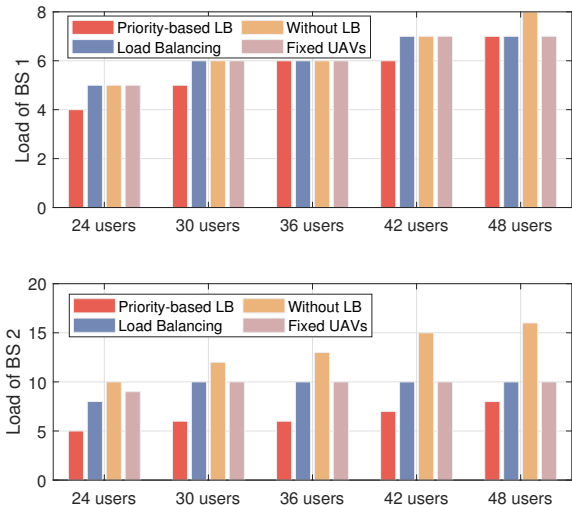 8
6
4
2
0
Load of BS 1
Priority-based LB
Load Balancing
Without LB
Fixed UAVs
24 users
30 users
36 users
42 users
48 users
20
15
10
5
0
Load of BS 2
Priority-based LB
Load Balancing
Without LB
Fixed UAVs
24 users
30 users
36 users
42 users
48 users